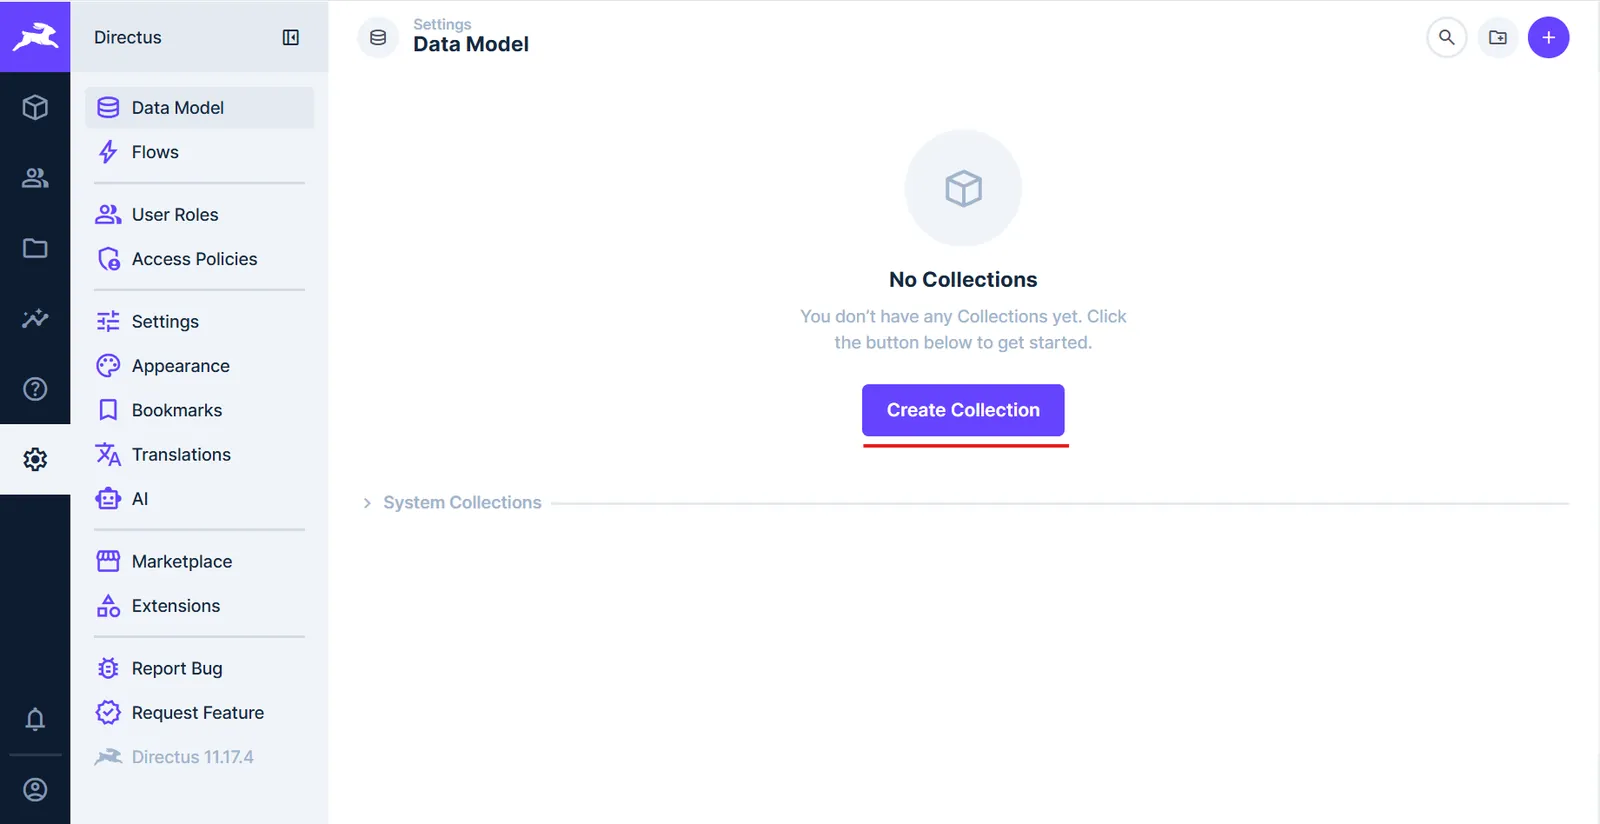 Directus
Data Model
Flows
User Roles
Access Policies
Settings
Appearance
Bookmarks
Translations
AI
Marketplace
Extensions
Report Bug
Request Feature
Directus 11.17.4
Settings
Data Model
No Collections
You don't have any Collections yet. Click
the button below to get started.
Create Collection
System Collections